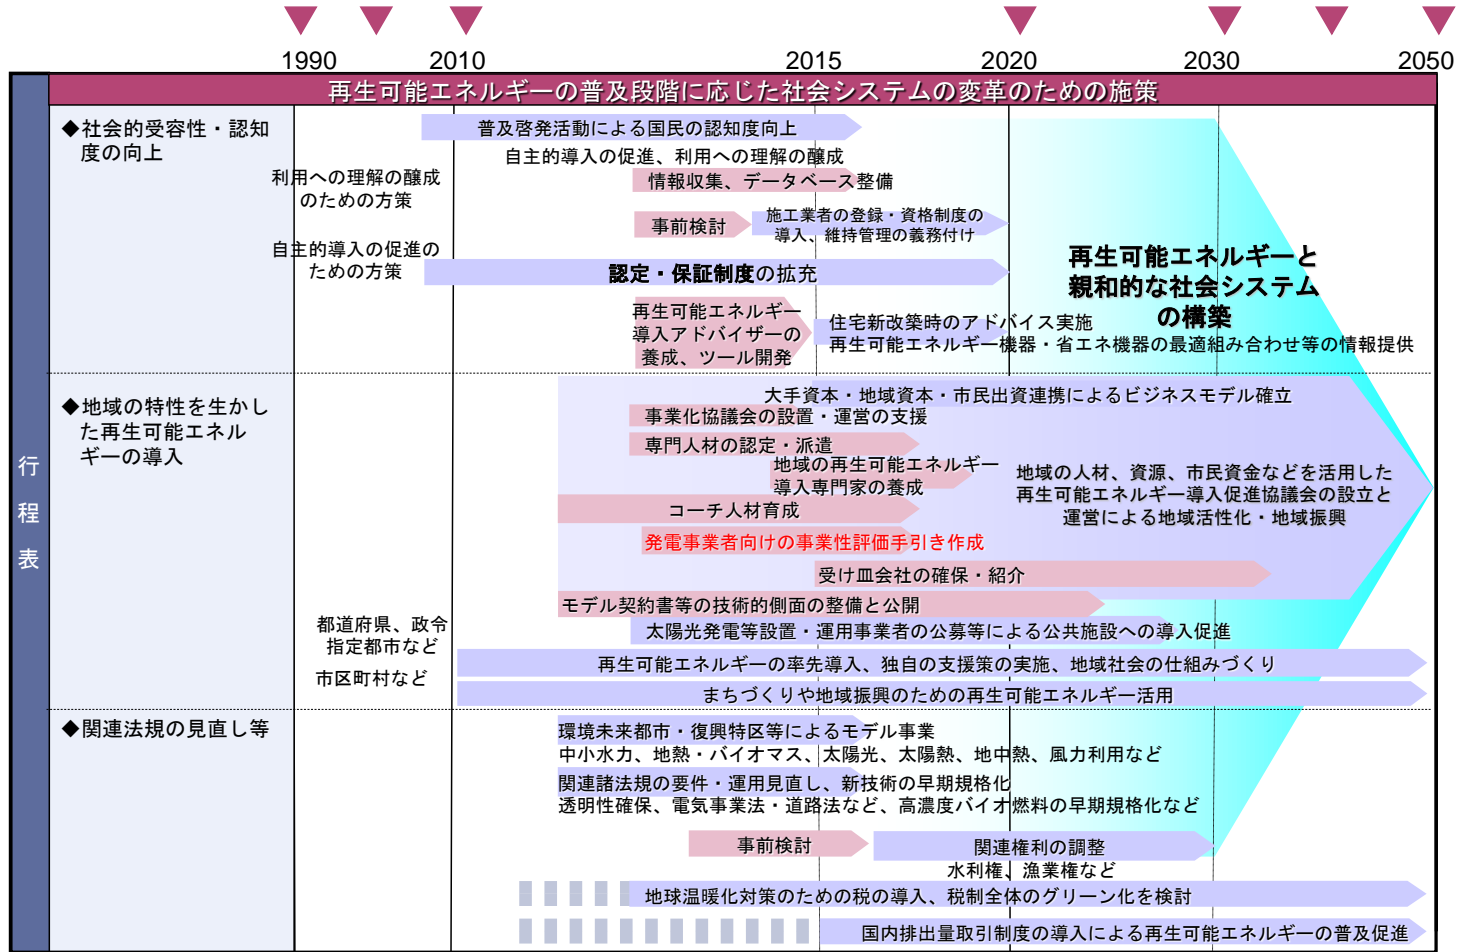 1990
2010
2015
2020
2030
2050
再生可能エネルギーの普及段階に応じた社会システムの変革のための施策
行
程
表
◆社会的受容性・認知
度の向上
普及啓発活動による国民の認知度向上
自主的導入の促進、利用への理解の醸成
利用への理解の醸成
のための方策
情報収集、データベース整備
事前検討
施工業者の登録・資格制度の
導入、維持管理の義務付け
自主的導入の促進の
ための方策
認定・保証制度の拡充
再生可能エネルギーと
親和的な社会システム
の構築
再生可能エネルギー
導入アドバイザーの
養成、ツール開発
住宅新改築時のアドバイス実施
再生可能エネルギー機器・省エネ機器の最適組み合わせ等の情報提供
◆地域の特性を生かし
た再生可能エネル
ギーの導入
大手資本・地域資本・市民出資連携によるビジネスモデル確立
事業化協議会の設置・運営の支援
専門人材の認定・派遣
地域の再生可能エネルギー
導入専門家の養成
地域の人材、資源、市民資金などを活用した
再生可能エネルギー導入促進協議会の設立と
運営による地域活性化・地域振興
コーチ人材育成
発電事業者向けの事業性評価手引き作成
受け皿会社の確保・紹介
モデル契約書等の技術的側面の整備と公開
都道府県、政令
指定都市など
太陽光発電等設置・運用事業者の公募等による公共施設への導入促進
市区町村など
再生可能エネルギーの率先導入、独自の支援策の実施、地域社会の仕組みづくり
まちづくりや地域振興のための再生可能エネルギー活用
◆関連法規の見直し等
環境未来都市・復興特区等によるモデル事業
中小水力、地熱・バイオマス、太陽光、太陽熱、地中熱、風力利用など
関連諸法規の要件・運用見直し、新技術の早期規格化
透明性確保、電気事業法・道路法など、高濃度バイオ燃料の早期規格化など
事前検討
関連権利の調整
水利権、漁業権など
地球温暖化対策のための税の導入、税制全体のグリーン化を検討
国内排出量取引制度の導入による再生可能エネルギーの普及促進